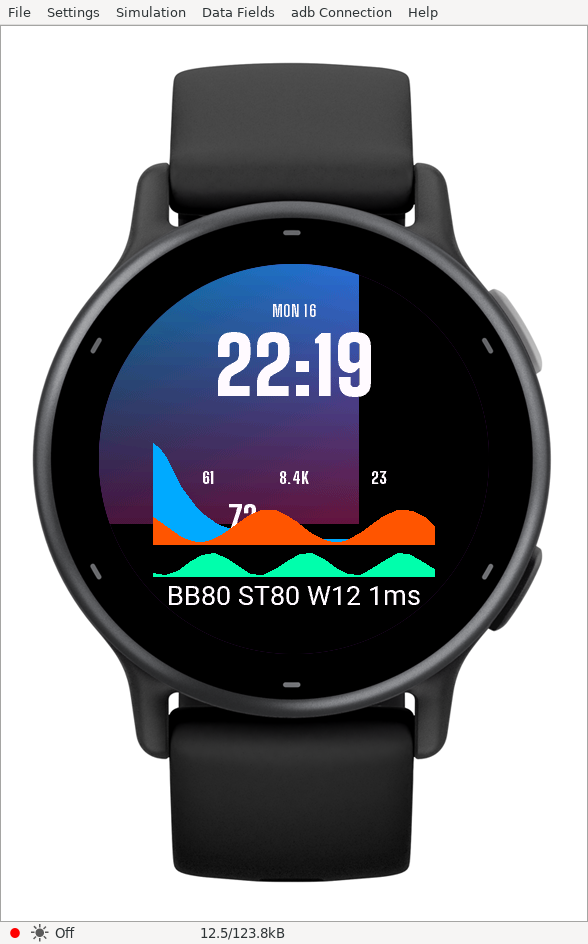 File Settings Simulation Data Fields adb Connection Help
MON 16
22:19
61 8.4K 23
72
BB80 ST80 W12 1ms
Off 12.5/123.8kB